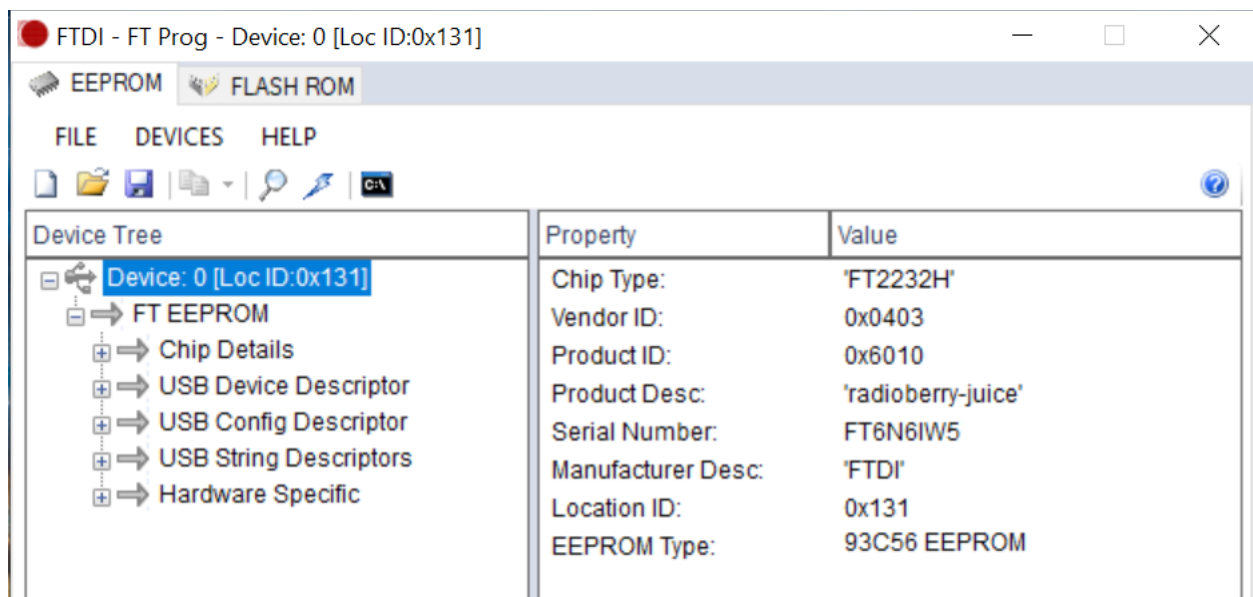 FTDI - FT Prog - Device: 0 [Loc ID:0x131]
EEPROM FLASH ROM
FILE DEVICES HELP
C:\
Device Tree Property Value
Device: 0 [Loc ID:0x131] Chip Type: 'FT2232H'
FT EEPROM Vendor ID: 0x0403
Chip Details Product ID: 0x6010
USB Device Descriptor Product Desc: 'radioberry-juice'
USB Config Descriptor Serial Number: FT6N6IW5
USB String Descriptors Manufacturer Desc: 'FTDI'
Hardware Specific Location ID: 0x131
EEPROM Type: 93C56 EEPROM